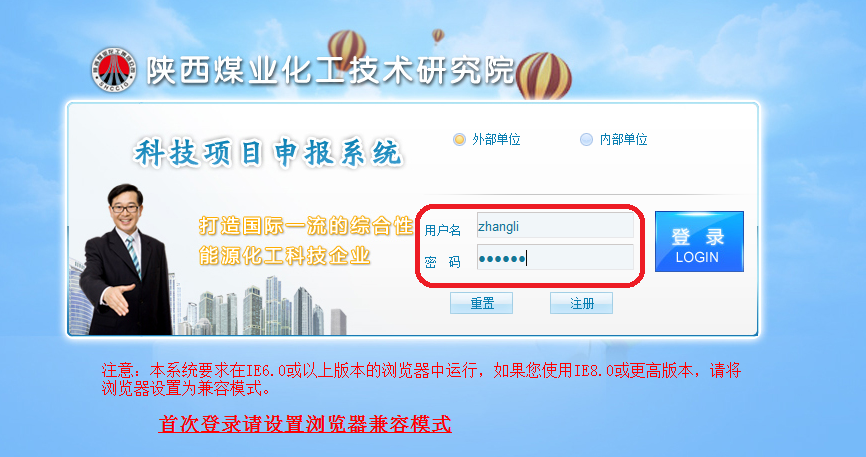 陕西煤业化工技术研究院
科技项目申报系统
外部单位
内部单位
打造国际一流的综合性
能源化工科技企业
用户名
zhangli
密 码
●●●●●●
登 录
LOGIN
重置
注册
注意：本系统要求在IE6.0或以上版本的浏览器中运行，如果您使用IE8.0或更高版本，请将
浏览器设置为兼容模式。
首次登录请设置浏览器兼容模式